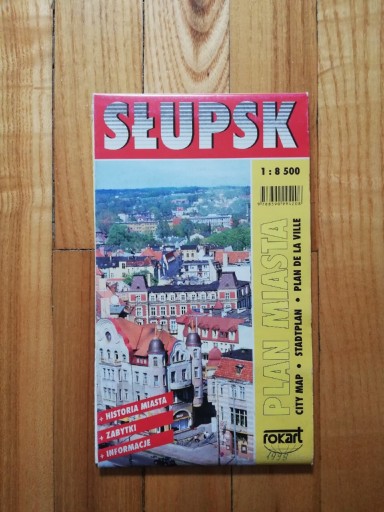 SŁUPSK
1 : 8 500
PLAN MIASTA
CITY MAP • STADTPLAN • PLAN DE LA VILLE
+ HISTORIA MIASTA
+ ZABYTKI
+ INFORMACJE
rokart